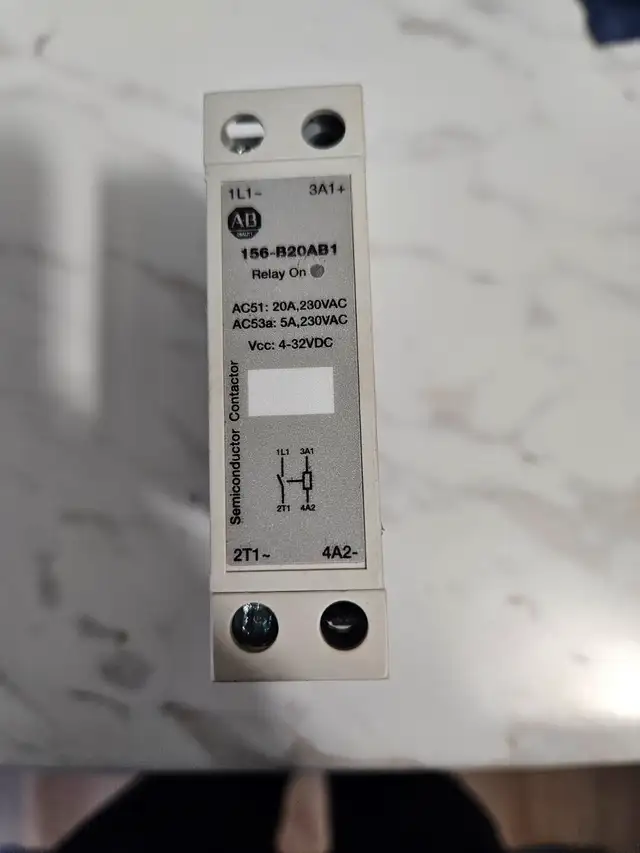 1L1~ 3A1+
AB
156-B20AB1
Relay On
AC51: 20A,230VAC
AC53a: 5A,230VAC
Vcc: 4-32VDC
Semiconductor Contactor
1L1 3A1
2T1 4A2
2T1~ 4A2-